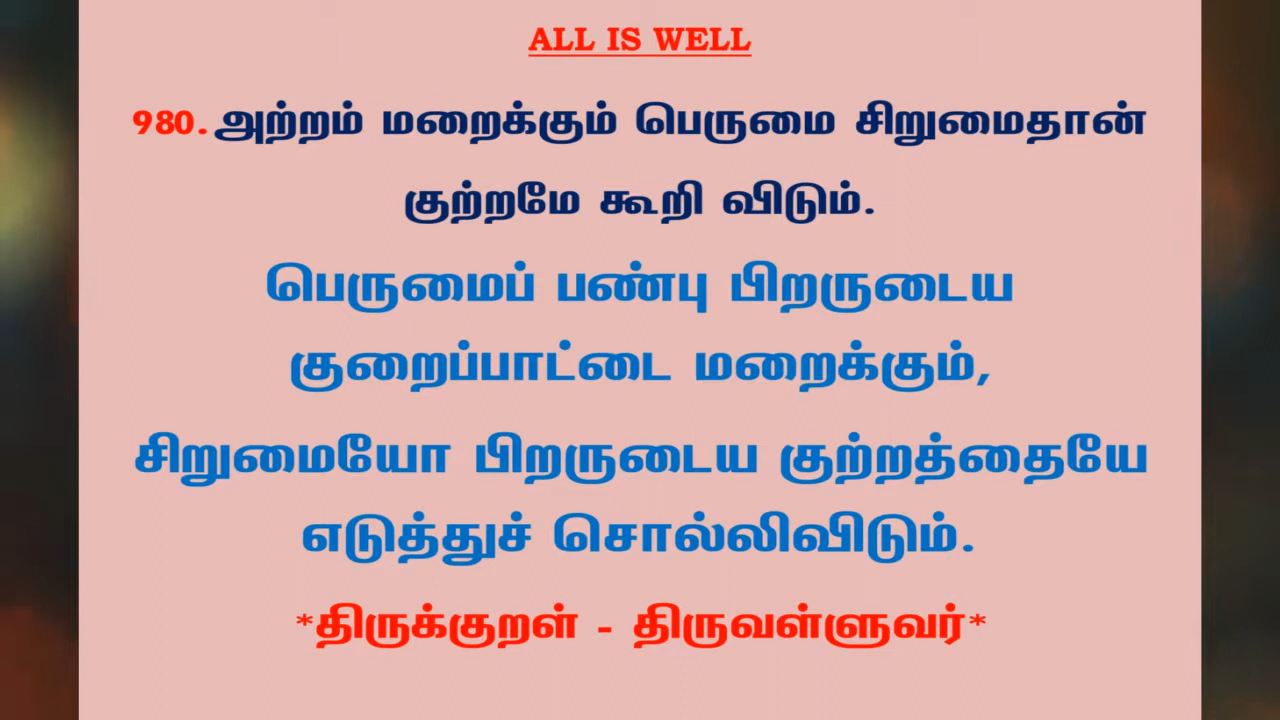 ALL IS WELL
980.அற்றம் மறைக்கும் பெருமை சிறுமைதான்
குற்றமே கூறி விடும்.
பெருமைப் பண்பு பிறருடைய
குறைப்பாட்டை மறைக்கும்,
சிறுமையோ பிறருடைய குற்றத்தையே
எடுத்துச் சொல்லிவிடும்.
*திருக்குறள் - திருவள்ளுவர்*